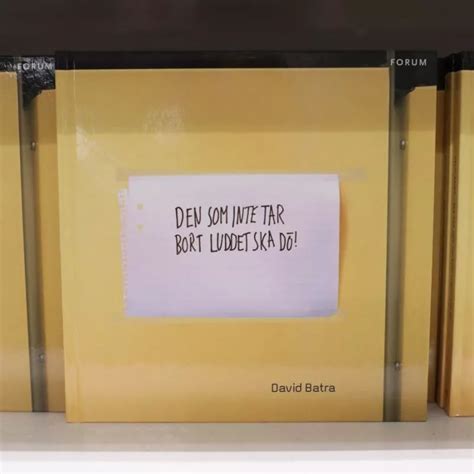 FORUM
FORUM
DEN SOM INTE TAR
BORT LUDDET SKA DÖ!
David Batra